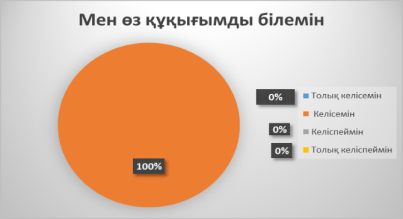 Мен өз құқығымды білемін
0% Толық келісемін
Келісемін
0% Келіспеймін
0% Толық келіспеймін
100%